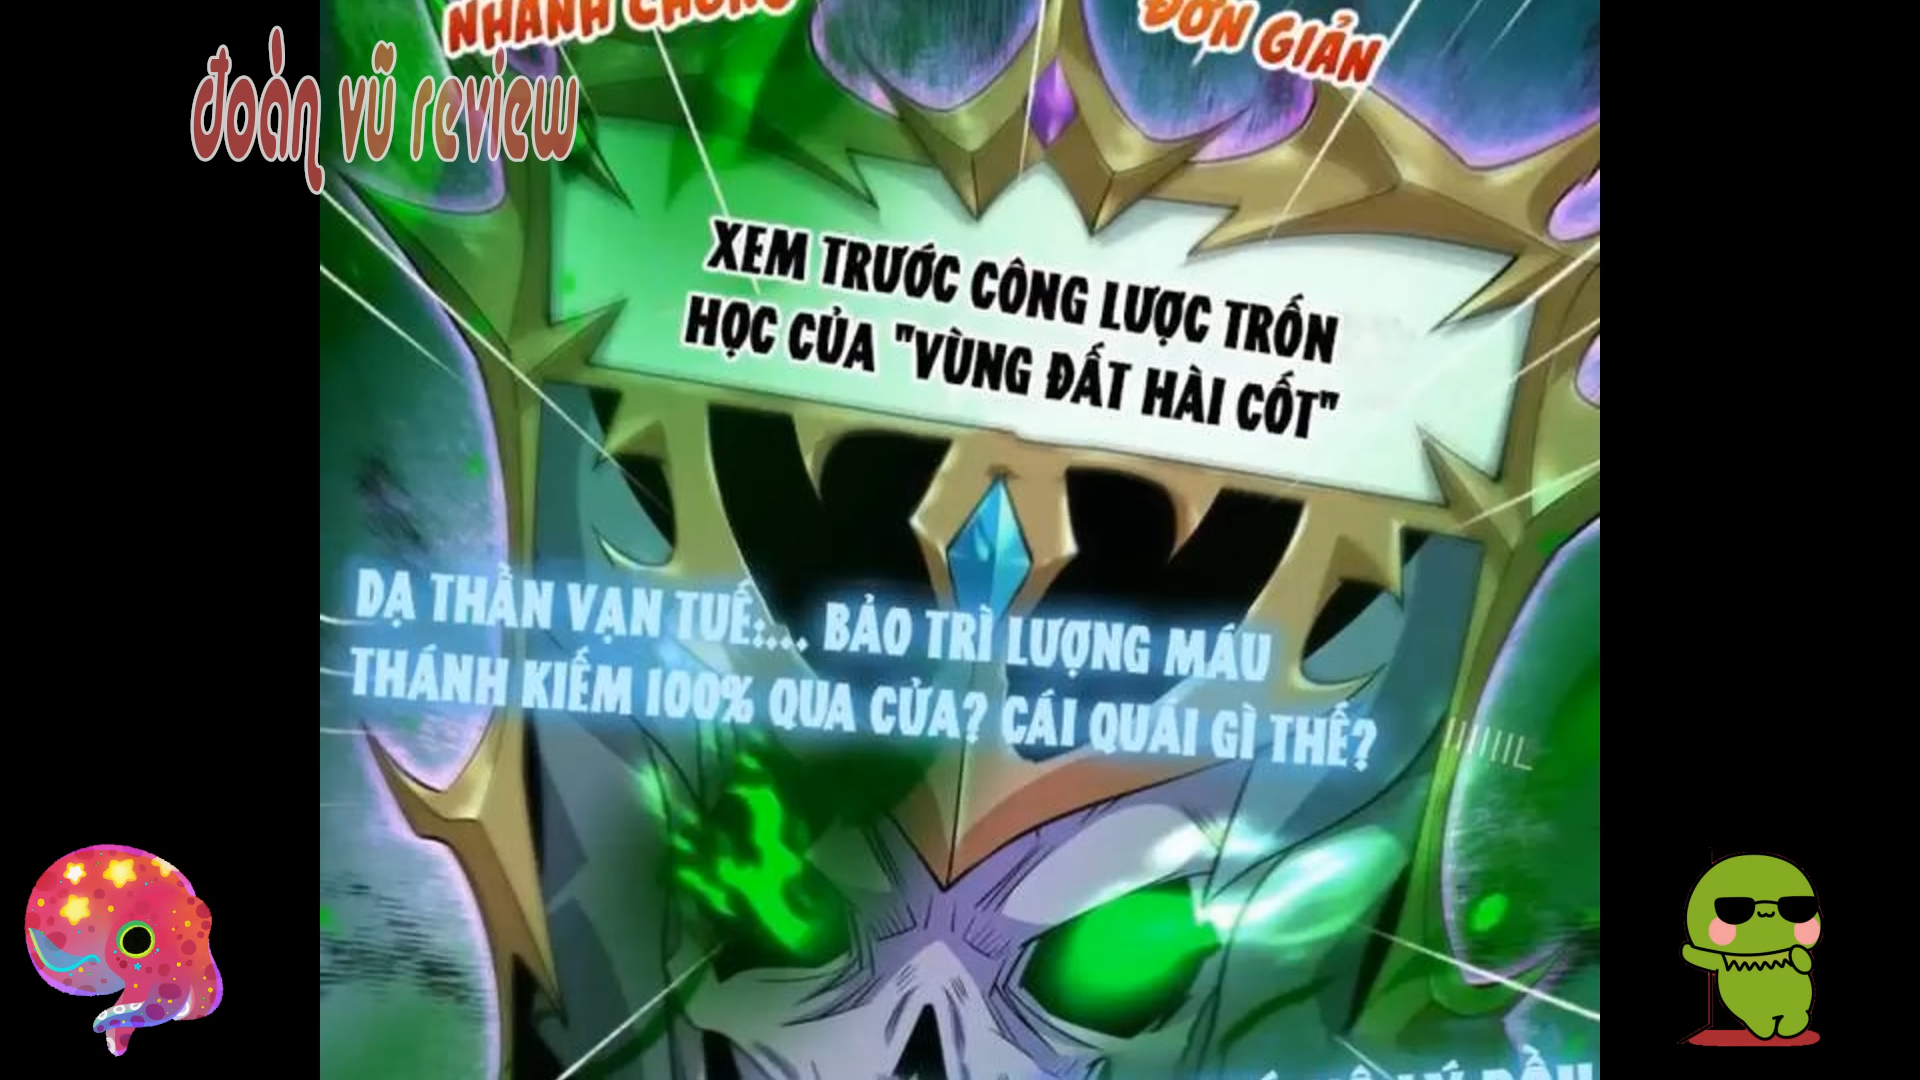 NHANH CHÓNG
ĐƠN GIẢN
đoàn vũ review
XEM TRƯỚC CÔNG LƯỢC TRỐN
HỌC CỦA "VÙNG ĐẤT HÀI CỐT"
DẠ THẦN VẠN TUẾ:... BẢO TRÌ LƯỢNG MÁU
THÁNH KIẾM 100% QUA CỬA? CÁI QUÁI GÌ THẾ?